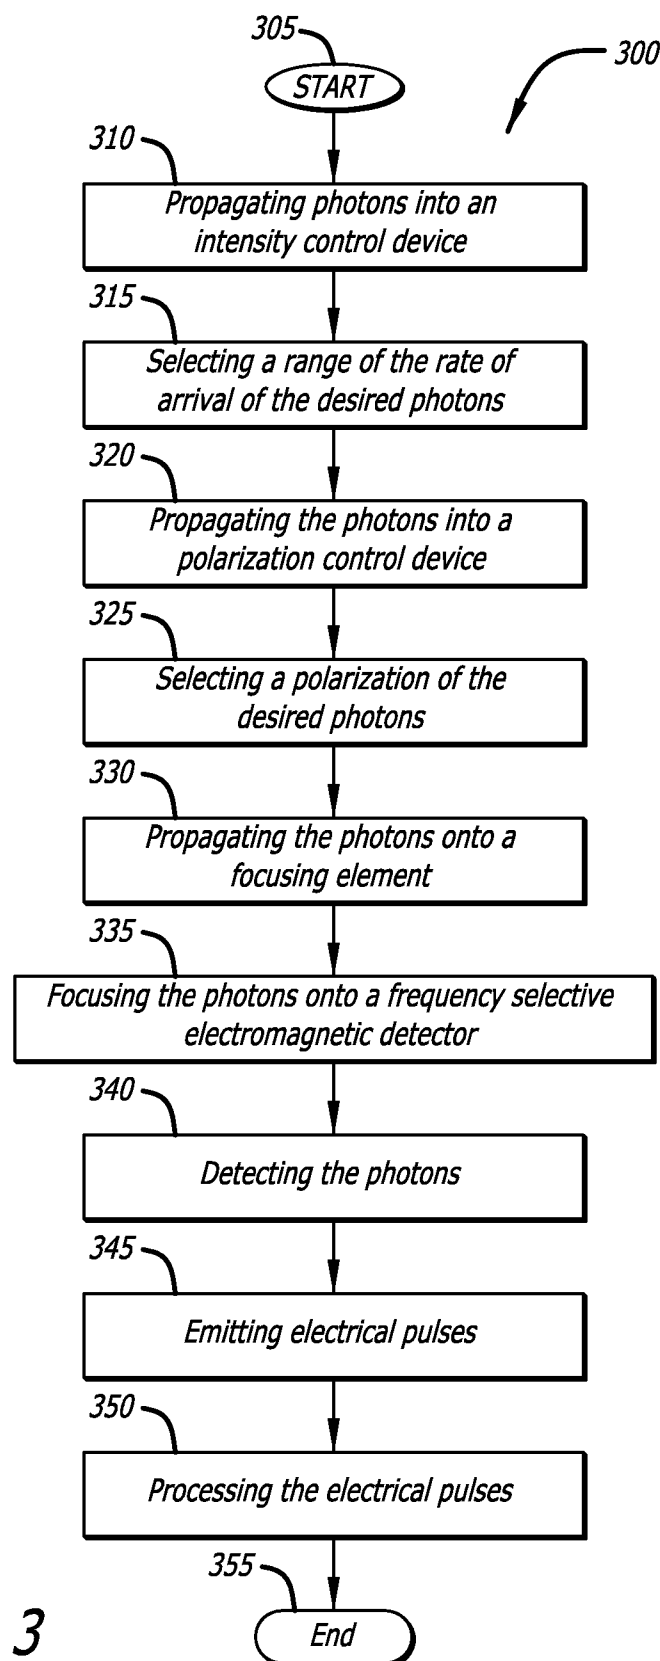 305
300
START
310
Propagating photons into an
intensity control device
315
Selecting a range of the rate of
arrival of the desired photons
320
Propagating the photons into a
polarization control device
325
Selecting a polarization of the
desired photons
330
Propagating the photons onto a
focusing element
335
Focusing the photons onto a frequency selective
electromagnetic detector
340
Detecting the photons
345
Emitting electrical pulses
350
Processing the electrical pulses
355
End
3